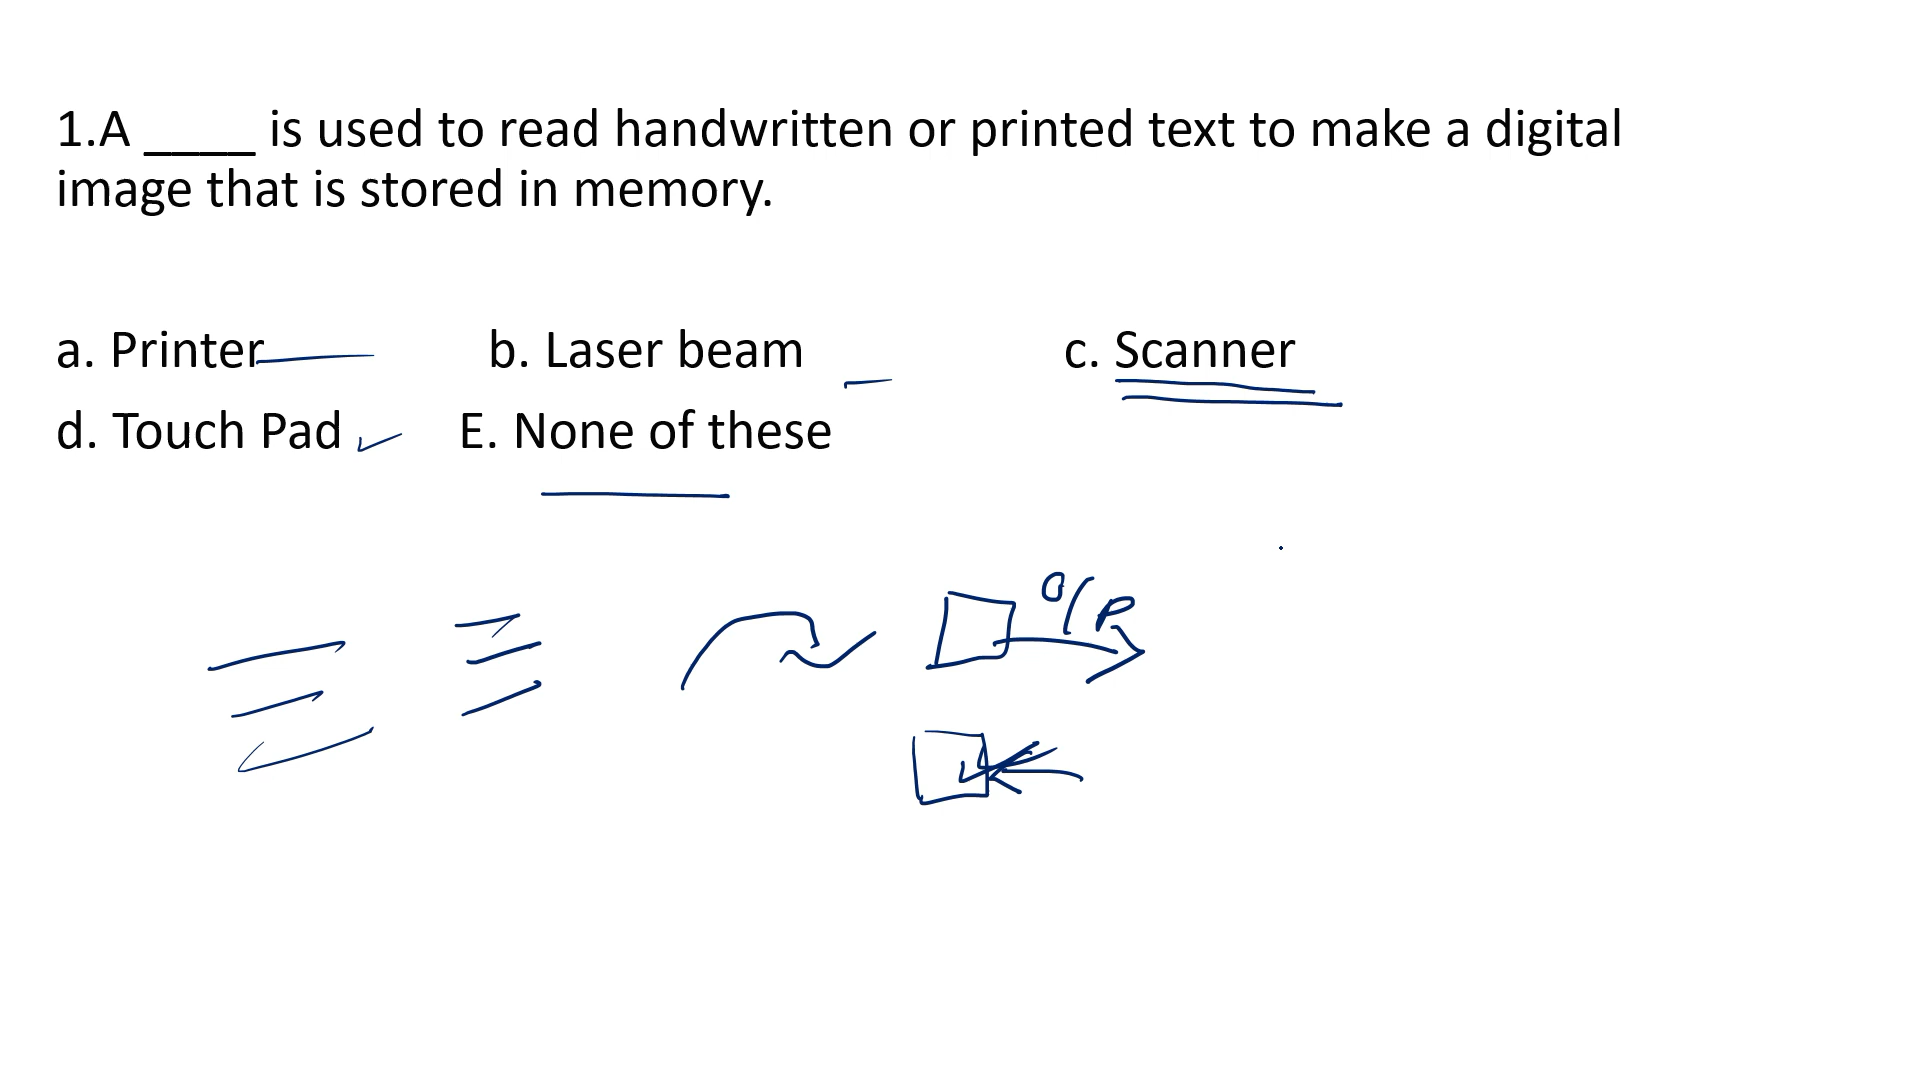 1.A ____ is used to read handwritten or printed text to make a digital
image that is stored in memory.
a. Printer b. Laser beam c. Scanner
d. Touch Pad E. None of these
O/P